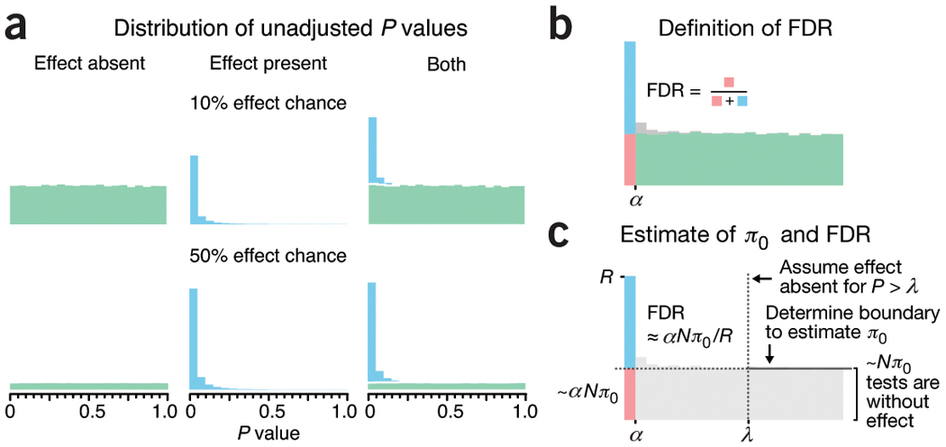 a
Distribution of unadjusted P values
Effect absent
Effect present
Both
10% effect chance
50% effect chance
0 0.5 1.0
0 0.5 1.0
0 0.5 1.0
P value
b
Definition of FDR
FDR = +
α
c
Estimate of π0 and FDR
R
Assume effect
absent for P > λ
FDR
≈ αNπ0/R
Determine boundary
to estimate π0
~αNπ0
~Nπ0
tests are
without
effect
α
λ